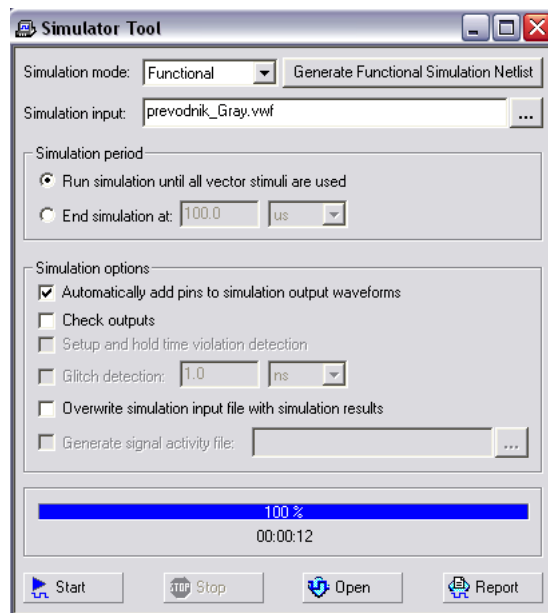 Simulator Tool
Simulation mode: Functional Generate Functional Simulation Netlist
Simulation input: prevodnik_Gray.vwf ...
Simulation period
Run simulation until all vector stimuli are used
End simulation at: 100.0 us
Simulation options
Automatically add pins to simulation output waveforms
Check outputs
Setup and hold time violation detection
Glitch detection: 1.0 ns
Overwrite simulation input file with simulation results
Generate signal activity file: ...
100 %
00:00:12
Start STOP Stop Open Report